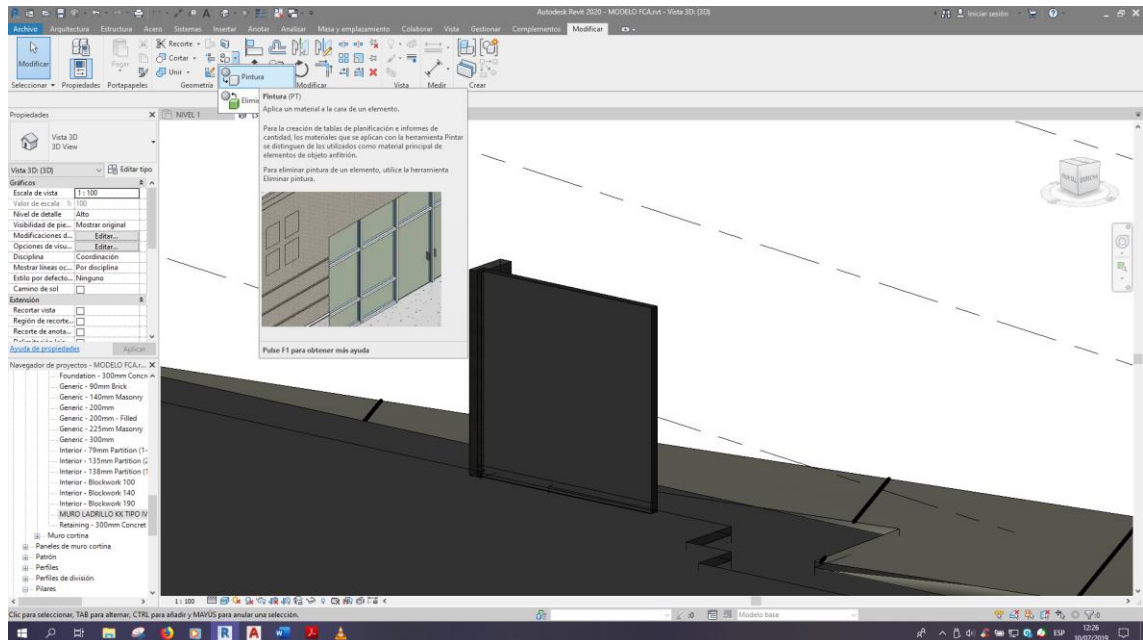 Autodesk Revit 2020 - MODELO FCA.rvt - Vista 3D: {3D}
Iniciar sesión
Archivo Arquitectura Estructura Acero Sistemas Insertar Anotar Analizar Masa y emplazamiento Colaborar Vista Gestionar Complementos Modificar
Modificar
Pegar
Recorte
Cortar
Unir
Seleccionar Propiedades Portapapeles Geometría Modificar Vista Medir Crear
Pintura
Pintura (PT)
Aplica un material a la cara de un elemento.
Para la creación de tablas de planificación e informes de
cantidad, los materiales que se aplican con la herramienta Pintar
se distinguen de los utilizados como material principal de
elementos de objeto anfitrión.
Para eliminar pintura de un elemento, utilice la herramienta
Eliminar pintura.
Pulse F1 para obtener más ayuda
Propiedades
NIVEL 1
Vista 3D
3D View
Vista 3D: {3D} Editar tipo
Gráficos
Escala de vista 1 : 100
Valor de escala 1: 100
Nivel de detalle Alto
Visibilidad de pie... Mostrar original
Modificaciones d... Editar...
Opciones de visu... Editar...
Disciplina Coordinación
Mostrar líneas oc... Por disciplina
Estilo por defecto... Ninguno
Camino de sol
Extensión
Recortar vista
Región de recorte...
Recorte de anota...
Ayuda de propiedades Aplicar
Navegador de proyectos - MODELO FCA.r...
Foundation - 300mm Concr
Generic - 90mm Brick
Generic - 140mm Masonry
Generic - 200mm
Generic - 200mm - Filled
Generic - 225mm Masonry
Generic - 300mm
Interior - 79mm Partition (1-
Interior - 135mm Partition (2
Interior - 138mm Partition (1
Interior - Blockwork 100
Interior - Blockwork 140
Interior - Blockwork 190
MURO LADRILLO KK TIPO IV
Retaining - 300mm Concret
Muro cortina
Paneles de muro cortina
Patrón
Perfiles
Perfiles de división
Pilares
1 : 100
Clic para seleccionar, TAB para alternar, CTRL para añadir y MAYÚS para anular una selección.
:0
Modelo base
:0
ESP
12:26
10/07/2019